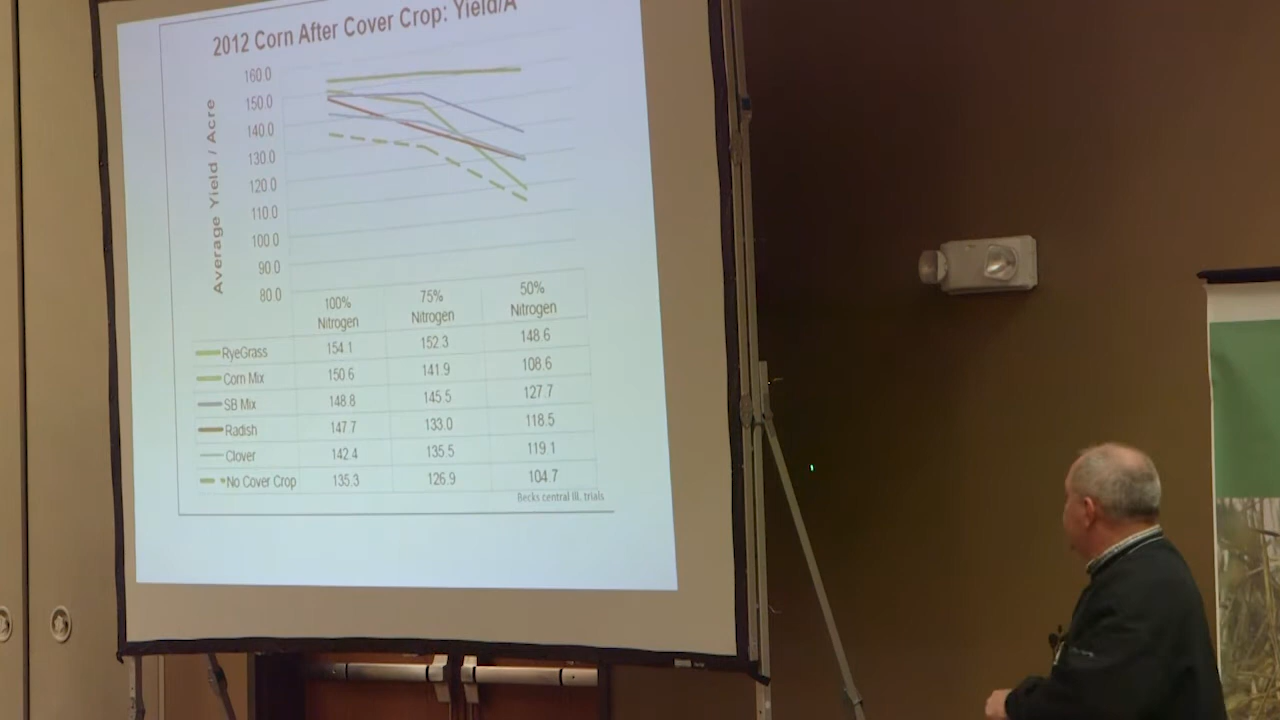 2012 Corn After Cover Crop: Yield/A
Average Yield / Acre
160.0
150.0
140.0
130.0
120.0
110.0
100.0
90.0
80.0
100% Nitrogen 75% Nitrogen 50% Nitrogen
RyeGrass 154.1 152.3 148.6
Corn Mix 150.6 141.9 108.6
SB Mix 148.8 145.5 127.7
Radish 147.7 133.0 118.5
Clover 142.4 135.5 119.1
No Cover Crop 135.3 126.9 104.7
Becks central Ill. trials